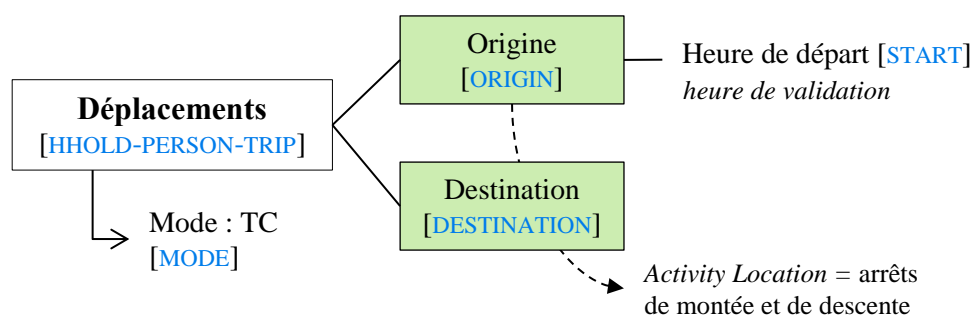 Origine
[ORIGIN]
Heure de départ [START]
heure de validation
Déplacements
[HHOLD-PERSON-TRIP]
Destination
[DESTINATION]
Mode : TC
[MODE]
Activity Location = arrêts
de montée et de descente